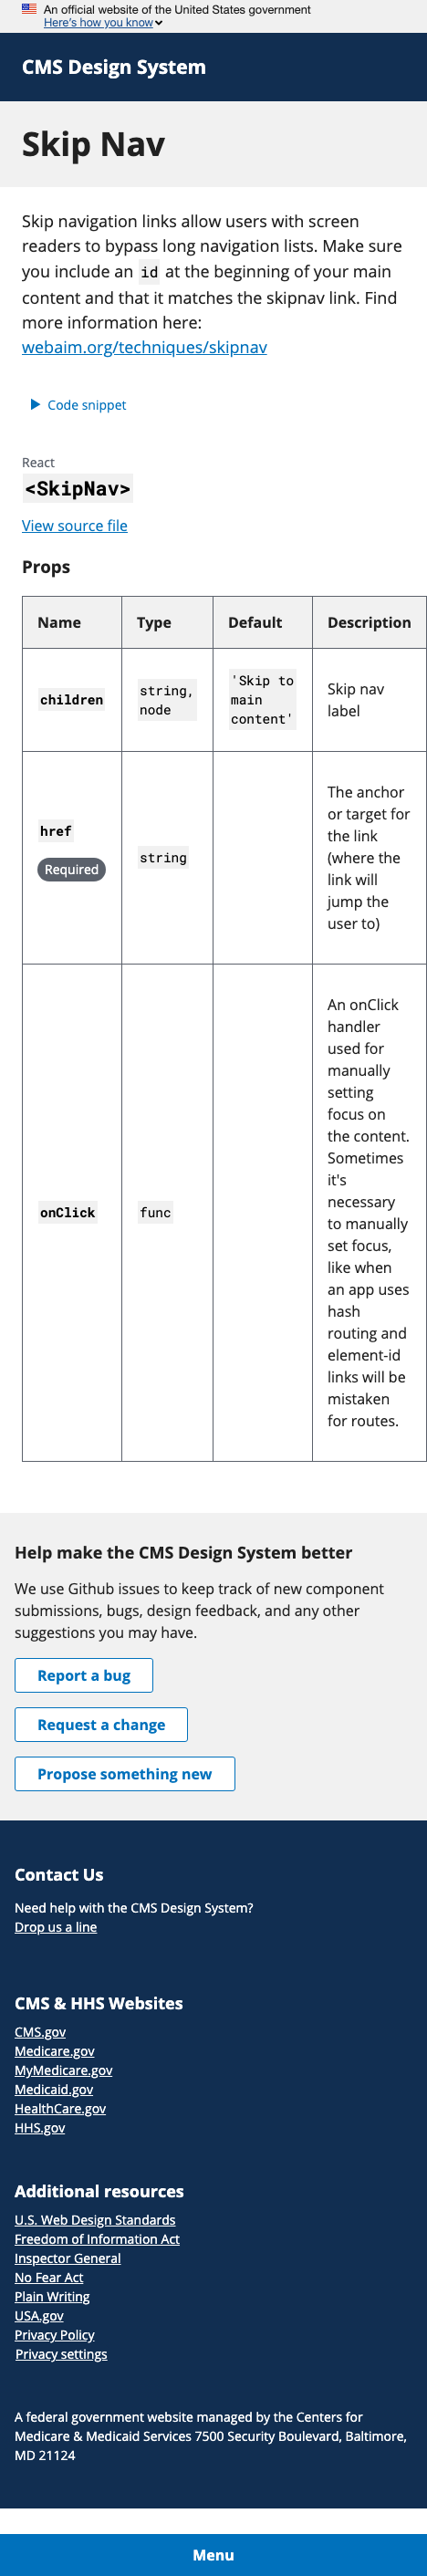 An official website of the United States government
Here's how you know
CMS Design System
Skip Nav
Skip navigation links allow users with screen
readers to bypass long navigation lists. Make sure
you include an id at the beginning of your main
content and that it matches the skipnav link. Find
more information here:
webaim.org/techniques/skipnav
Code snippet
React
<SkipNav>
View source file
Props
Name Type Default Description
children
string,
node
'Skip to
main
content'
Skip nav
label
href
Required
string
The anchor
or target for
the link
(where the
link will
jump the
user to)
onClick
func
An onClick
handler
used for
manually
setting
focus on
the content.
Sometimes
it's
necessary
to manually
set focus,
like when
an app uses
hash
routing and
element-id
links will be
mistaken
for routes.
Help make the CMS Design System better
We use Github issues to keep track of new component
submissions, bugs, design feedback, and any other
suggestions you may have.
Report a bug
Request a change
Propose something new
Contact Us
Need help with the CMS Design System?
Drop us a line
CMS & HHS Websites
CMS.gov
Medicare.gov
MyMedicare.gov
Medicaid.gov
HealthCare.gov
HHS.gov
Additional resources
U.S. Web Design Standards
Freedom of Information Act
Inspector General
No Fear Act
Plain Writing
USA.gov
Privacy Policy
Privacy settings
A federal government website managed by the Centers for
Medicare & Medicaid Services 7500 Security Boulevard, Baltimore,
MD 21124
Menu